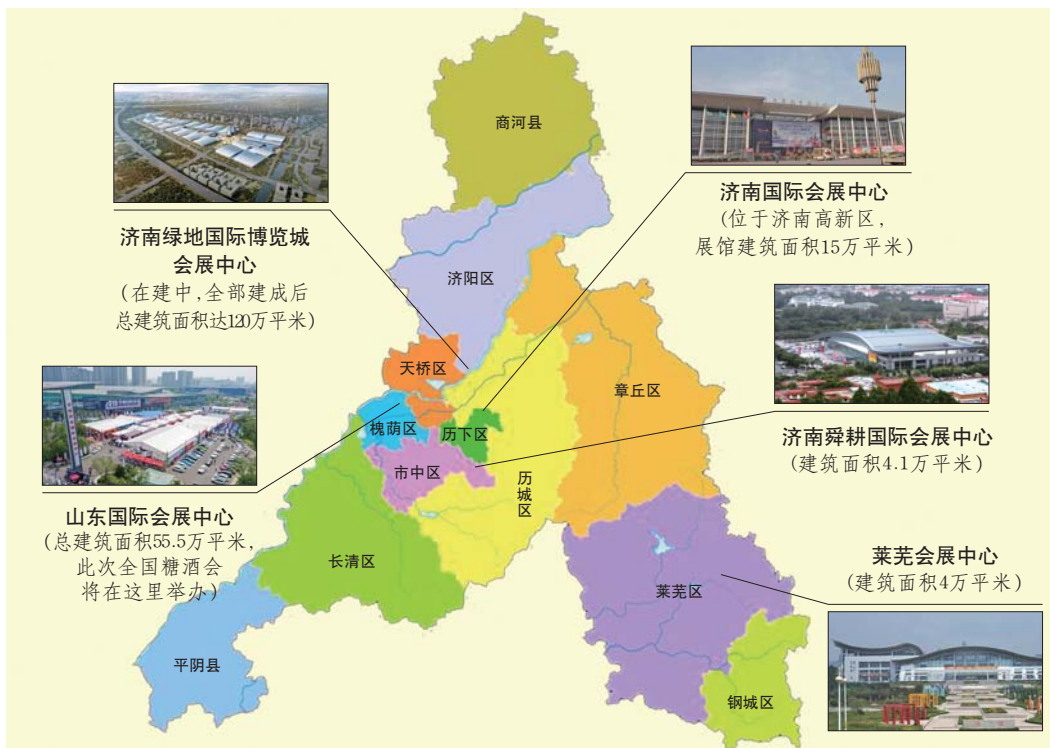 商河县
济南国际会展中心
(位于济南高新区,
展馆建筑面积15万平米)
济南绿地国际博览城
会展中心
(在建中,全部建成后
总建筑面积达120万平米)
济阳区
天桥区
章丘区
槐荫区
历下区
济南舜耕国际会展中心
(建筑面积4.1万平米)
市中区
历城区
山东国际会展中心
(总建筑面积55.5万平米,
此次全国糖酒会
将在这里举办)
长清区
莱芜会展中心
(建筑面积4万平米)
莱芜区
平阴县
钢城区